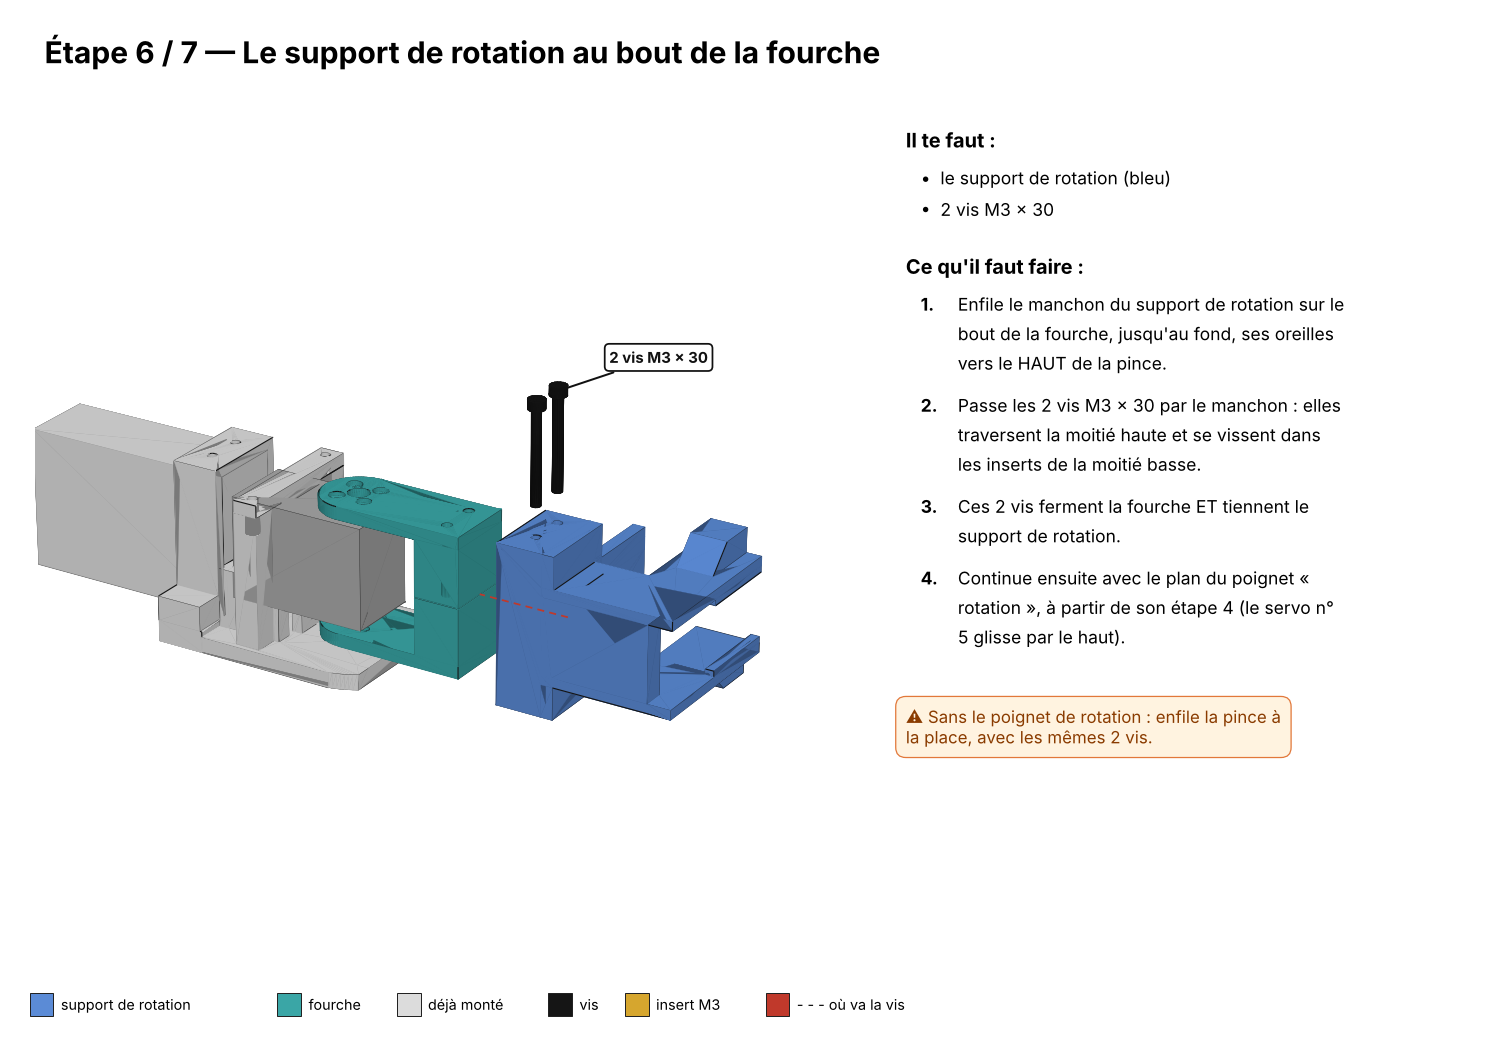 Étape 6 / 7 — Le support de rotation au bout de la fourche
Il te faut :
• le support de rotation (bleu)
• 2 vis M3 × 30
Ce qu'il faut faire :
1. Enfile le manchon du support de rotation sur le
bout de la fourche, jusqu'au fond, ses oreilles
vers le HAUT de la pince.
2. Passe les 2 vis M3 × 30 par le manchon : elles
traversent la moitié haute et se vissent dans
les inserts de la moitié basse.
3. Ces 2 vis ferment la fourche ET tiennent le
support de rotation.
4. Continue ensuite avec le plan du poignet «
rotation », à partir de son étape 4 (le servo n°
5 glisse par le haut).
⚠ Sans le poignet de rotation : enfile la pince à
la place, avec les mêmes 2 vis.
2 vis M3 × 30
support de rotation
fourche
déjà monté
vis
insert M3
- - - où va la vis